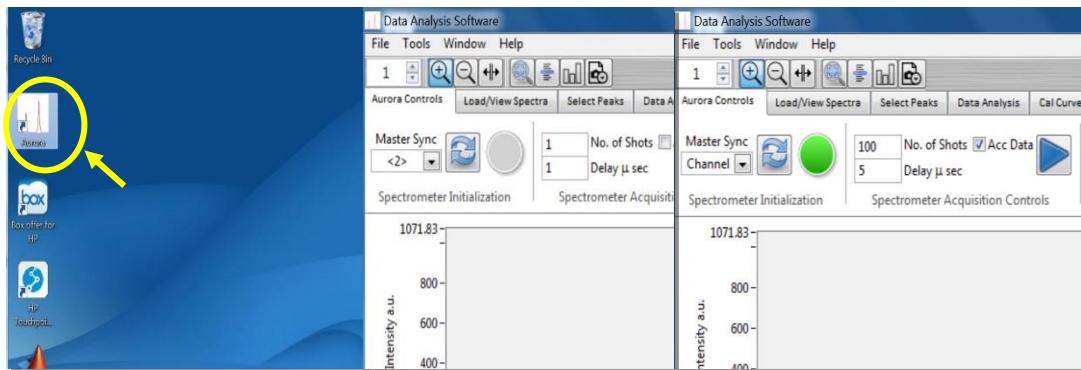 Recycle Bin
Aurora
box
Box offer for
HP
HP
Touchpoi...
Data Analysis Software
File Tools Window Help
1
Aurora Controls Load/View Spectra Select Peaks Data A
Master Sync
<2>
1 No. of Shots
1 Delay µ sec
Spectrometer Initialization Spectrometer Acquisiti
1071.83
800
600
400
Intensity a.u.
Data Analysis Software
File Tools Window Help
1
Aurora Controls Load/View Spectra Select Peaks Data Analysis Cal Curve
Master Sync
Channel
100 No. of Shots Acc Data
5 Delay µ sec
Spectrometer Initialization Spectrometer Acquisition Controls
1071.83
800
600
400
Intensity a.u.